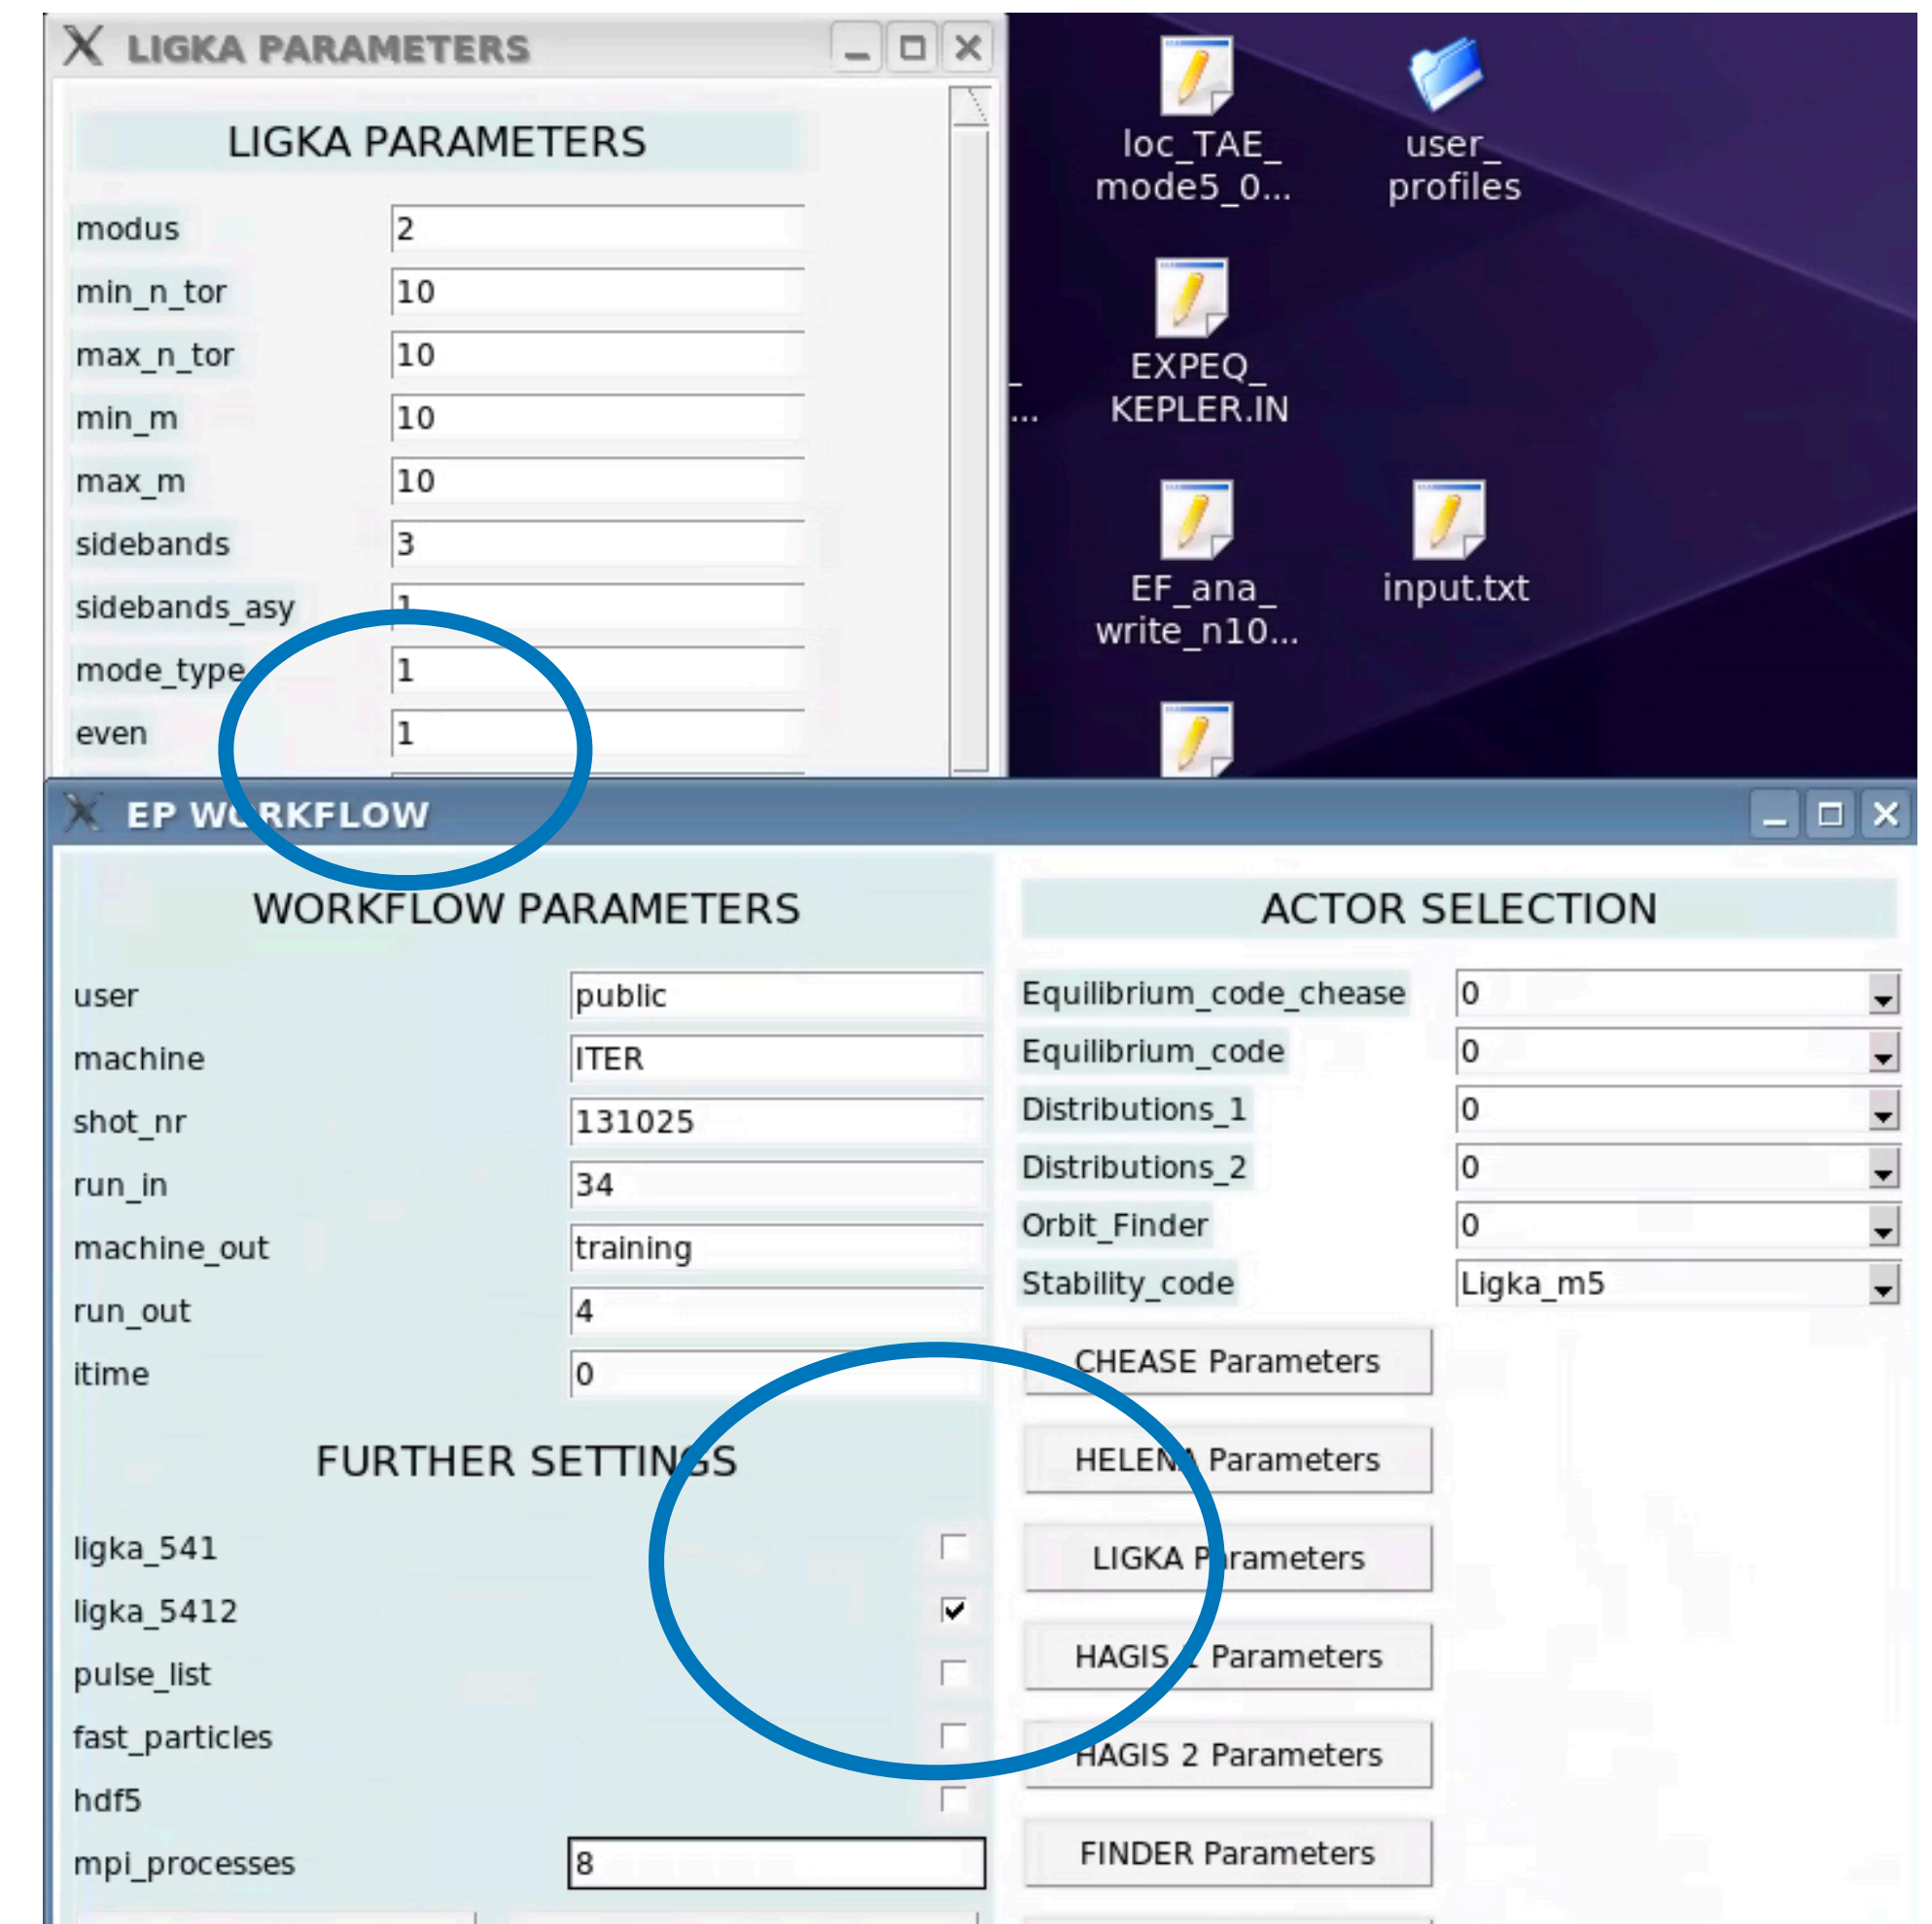 LIGKA PARAMETERS
LIGKA PARAMETERS
modus 2
min_n_tor 10
max_n_tor 10
min_m 10
max_m 10
sidebands 3
sidebands_asy 1
mode_type 1
even 1
loc_TAE_
mode5_0...
user_
profiles
EXPEQ_
KEPLER.IN
_
...
EF_ana_
write_n10...
input.txt
EP WORKFLOW
WORKFLOW PARAMETERS
user public
machine ITER
shot_nr 131025
run_in 34
machine_out training
run_out 4
itime 0
FURTHER SETTINGS
ligka_541
ligka_5412
pulse_list
fast_particles
hdf5
mpi_processes 8
ACTOR SELECTION
Equilibrium_code_chease 0
Equilibrium_code 0
Distributions_1 0
Distributions_2 0
Orbit_Finder 0
Stability_code Ligka_m5
CHEASE Parameters
HELENA Parameters
LIGKA Parameters
HAGIS 1 Parameters
HAGIS 2 Parameters
FINDER Parameters